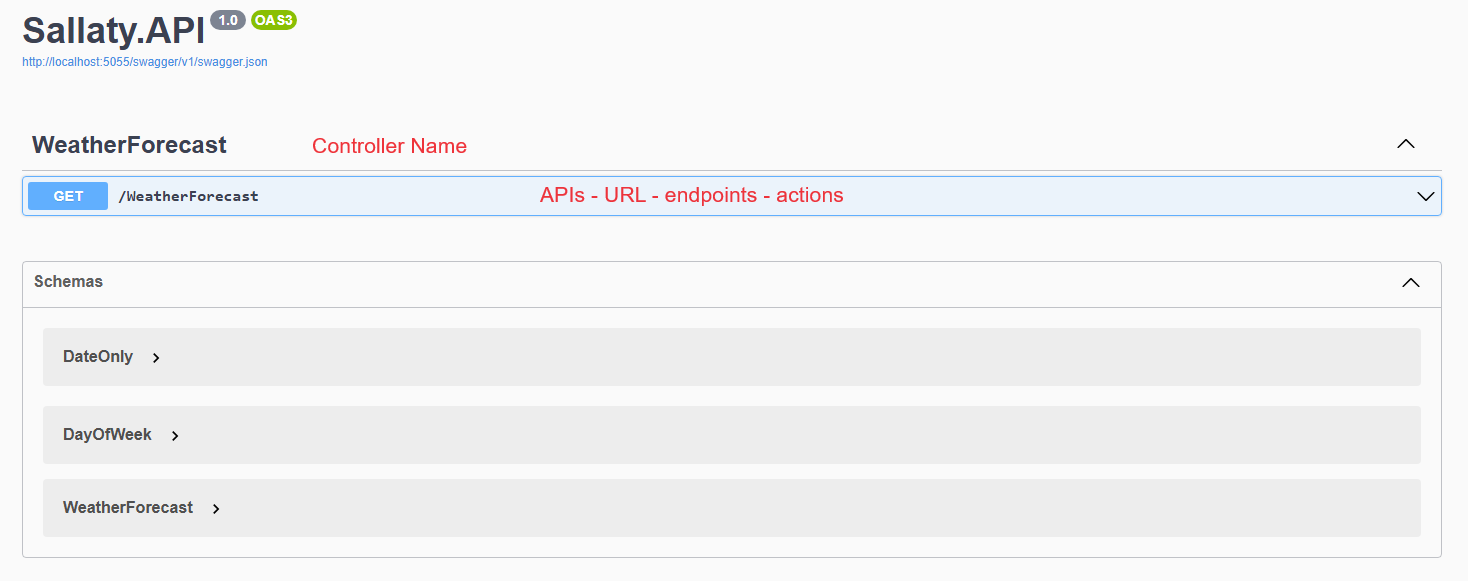 Sallaty.API 1.0 OAS3
http://localhost:5055/swagger/v1/swagger.json
WeatherForecast Controller Name
GET /WeatherForecast APIs - URL - endpoints - actions
Schemas
DateOnly
DayOfWeek
WeatherForecast